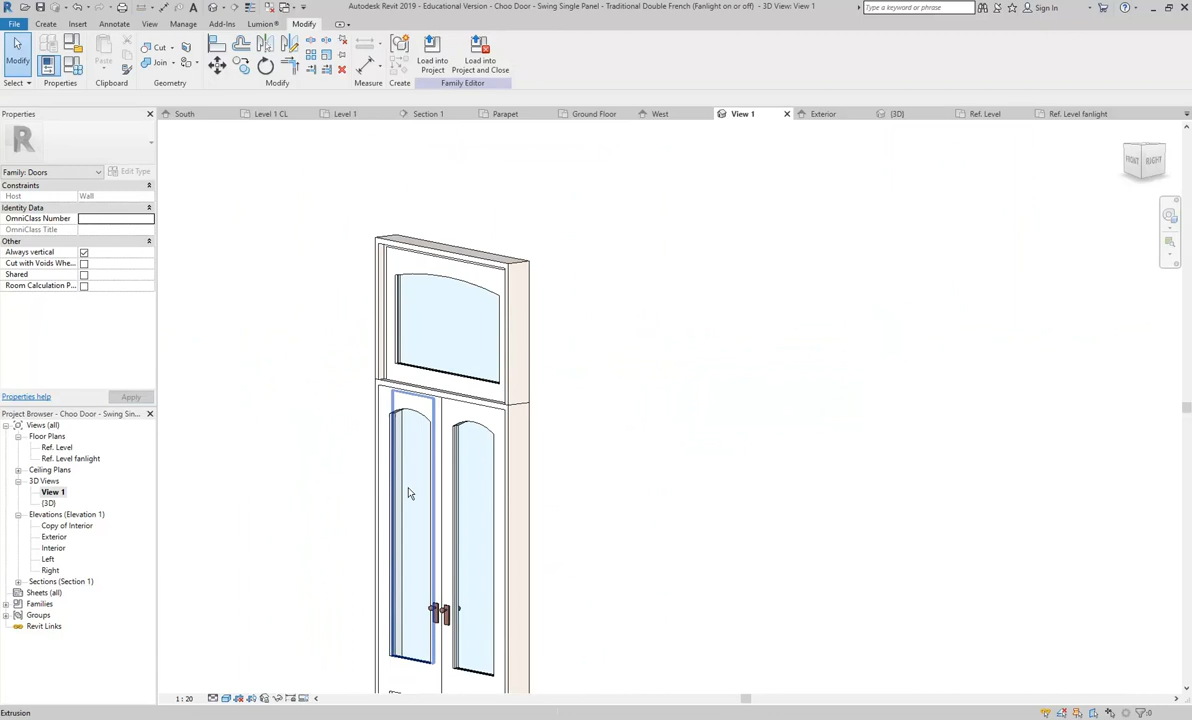 Autodesk Revit 2019 - Educational Version - Choo Door - Swing Single Panel - Traditional Double French (Fanlight on or off) - 3D View: View 1
Type a keyword or phrase
Sign In
File Create Insert Annotate View Manage Add-Ins Lumion® Modify
Modify
Paste
Cut
Join
Load into Project
Load into Project and Close
Select Properties Clipboard Geometry Modify Measure Create Family Editor
Properties
South Level 1 CL Level 1 Section 1 Parapet Ground Floor West View 1 Exterior {3D} Ref. Level Ref. Level fanlight
R
Family: Doors Edit Type
Constraints
Host Wall
Identity Data
OmniClass Number
OmniClass Title
Other
Always vertical
Cut with Voids Whe...
Shared
Room Calculation P...
Properties help Apply
Project Browser - Choo Door - Swing Sin...
Views (all)
Floor Plans
Ref. Level
Ref. Level fanlight
Ceiling Plans
3D Views
View 1
{3D}
Elevations (Elevation 1)
Copy of Interior
Exterior
Interior
Left
Right
Sections (Section 1)
Sheets (all)
Families
Groups
Revit Links
FRONT RIGHT
1 : 20
Extrusion
:0